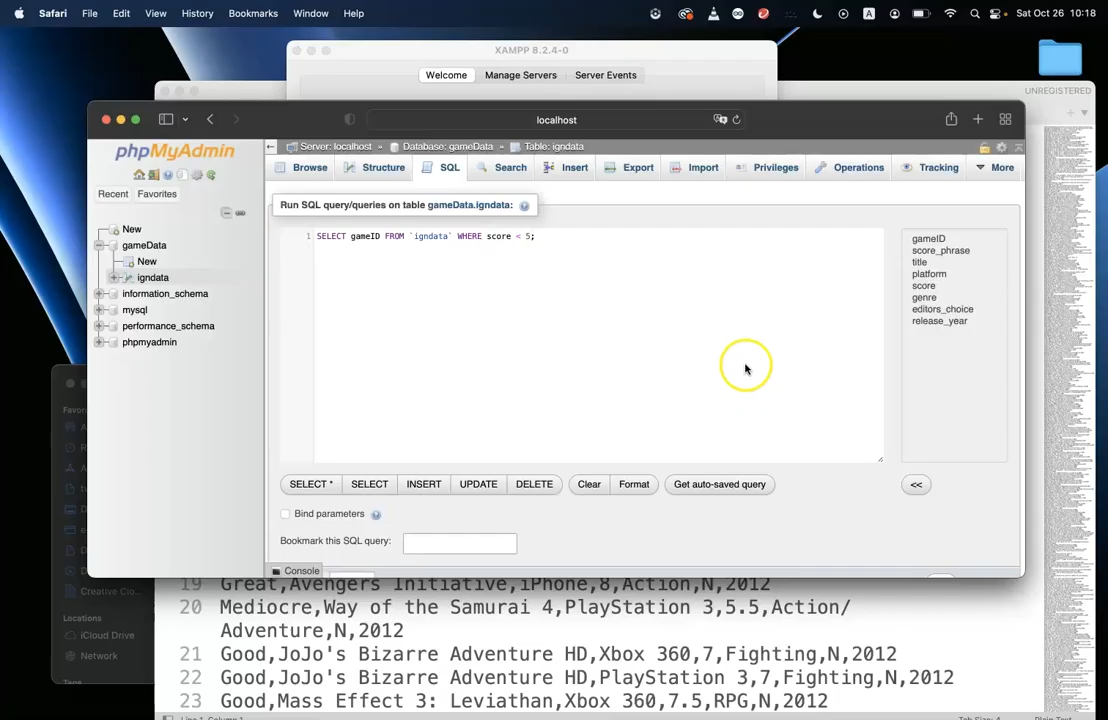 Safari File Edit View History Bookmarks Window Help
Sat Oct 26 10:18
XAMPP 8.2.4-0
Welcome Manage Servers Server Events
UNREGISTERED
localhost
phpMyAdmin
Server: localhost » Database: gameData » Table: igndata
Browse Structure SQL Search Insert Export Import Privileges Operations Tracking More
Recent Favorites
Run SQL query/queries on table gameData.igndata:
New
gameData
New
igndata
information_schema
mysql
performance_schema
phpmyadmin
1 SELECT gameID FROM `igndata` WHERE score < 5;
gameID
score_phrase
title
platform
score
genre
editors_choice
release_year
SELECT * SELECT INSERT UPDATE DELETE Clear Format Get auto-saved query <<
Bind parameters
Bookmark this SQL query:
Console
Creative Clo...
Locations
iCloud Drive
Network
19 Great,Avengers Initiative,iPhone,8,Action,N,2012
20 Mediocre,Way of the Samurai 4,PlayStation 3,5.5,Action/
Adventure,N,2012
21 Good,JoJo's Bizarre Adventure HD,Xbox 360,7,Fighting,N,2012
22 Good,JoJo's Bizarre Adventure HD,PlayStation 3,7,Fighting,N,2012
23 Good,Mass Effect 3: Leviathan,Xbox 360,7.5,RPG,N,2012